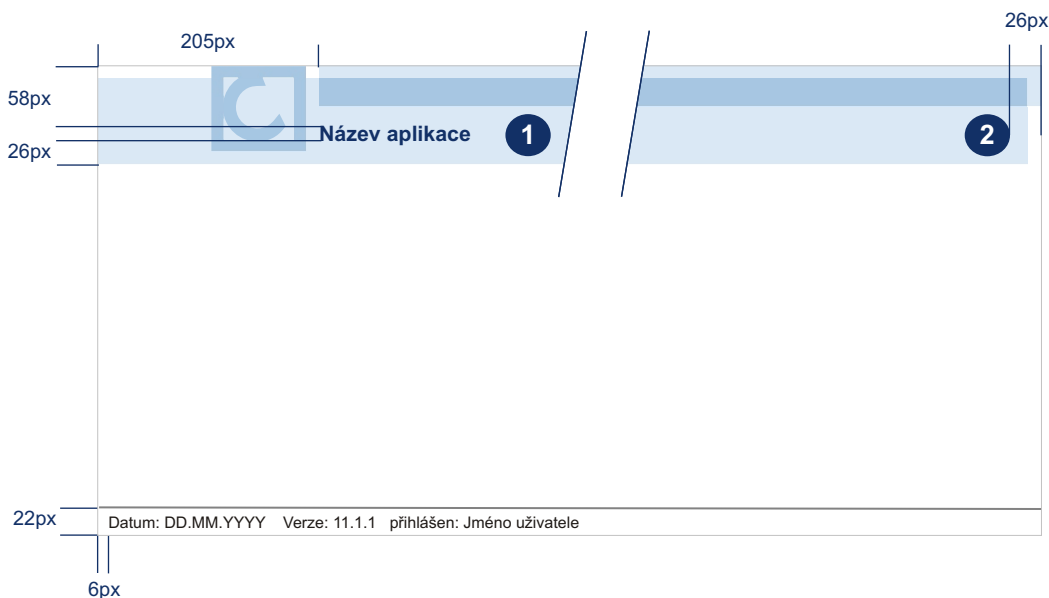 26px
205px
58px
26px
Název aplikace
1
2
22px
Datum: DD.MM.YYYY Verze: 11.1.1 přihlášen: Jméno uživatele
6px